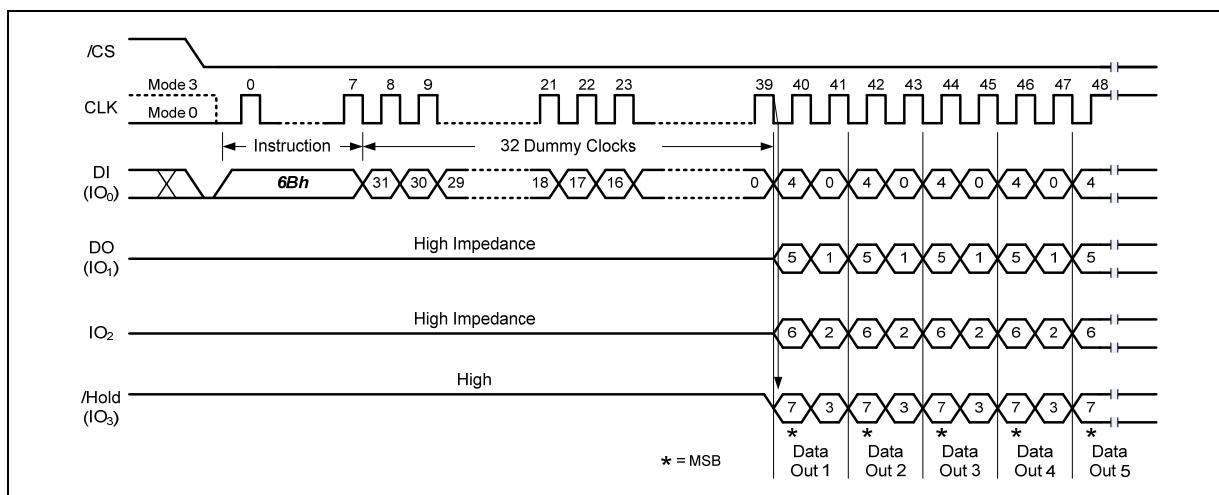 /CS
Mode 3 0 7 8 9 21 22 23 39 40 41 42 43 44 45 46 47 48
CLK
Mode 0
Instruction 32 Dummy Clocks
DI
(IO₀)
6Bh 31 30 29 18 17 16 0 4 0 4 0 4 0 4 0 4
High Impedance
DO
(IO₁)
5 1 5 1 5 1 5 1 5
High Impedance
IO₂ 6 2 6 2 6 2 6 2 6
High
/Hold
(IO₃)
7 3 7 3 7 3 7 3 7
* * * * *
* = MSB
Data Out 1
Data Out 2
Data Out 3
Data Out 4
Data Out 5